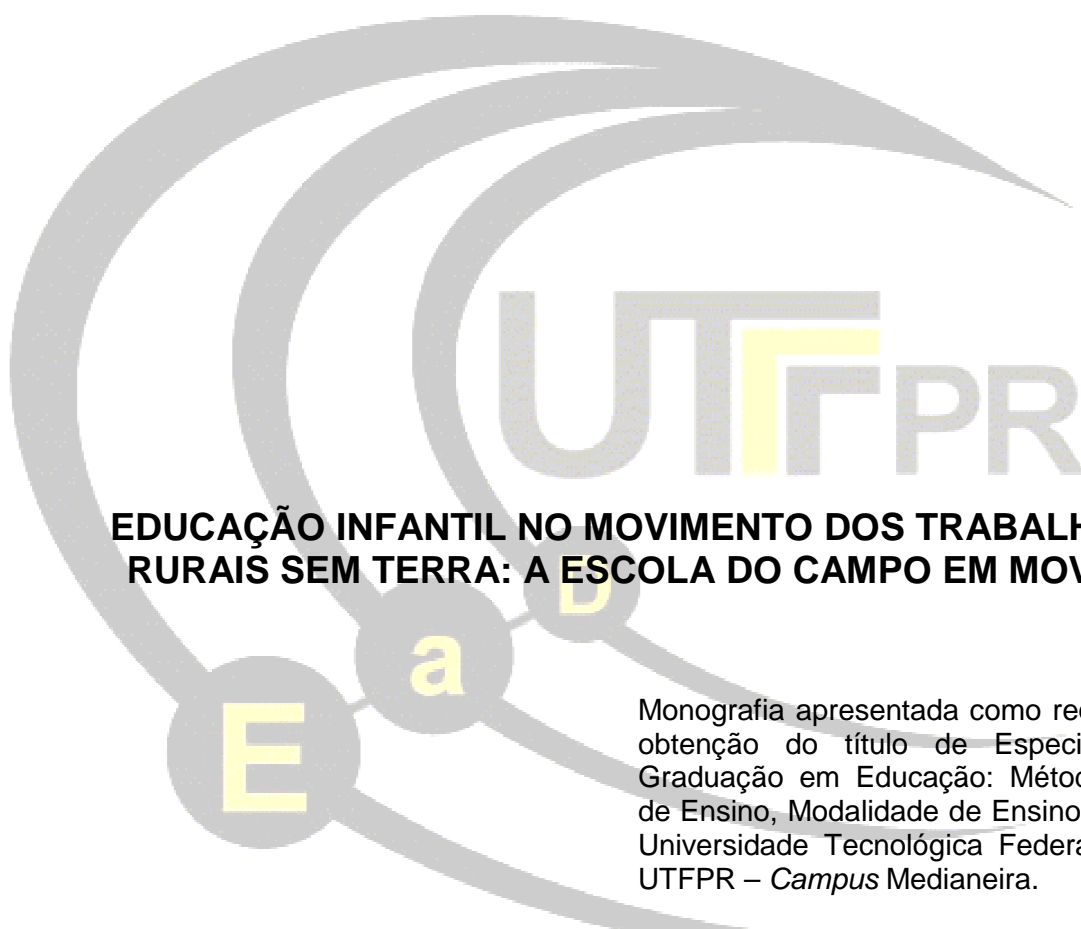 UTFPR
EDUCAÇÃO INFANTIL NO MOVIMENTO DOS TRABALH
RURAIS SEM TERRA: A ESCOLA DO CAMPO EM MOV
D
a
E
Monografia apresentada como
obtenção do título de Especi
Graduação em Educação: Méto
de Ensino, Modalidade de Ensino
Universidade Tecnológica Federa
UTFPR – Campus Medianeira.